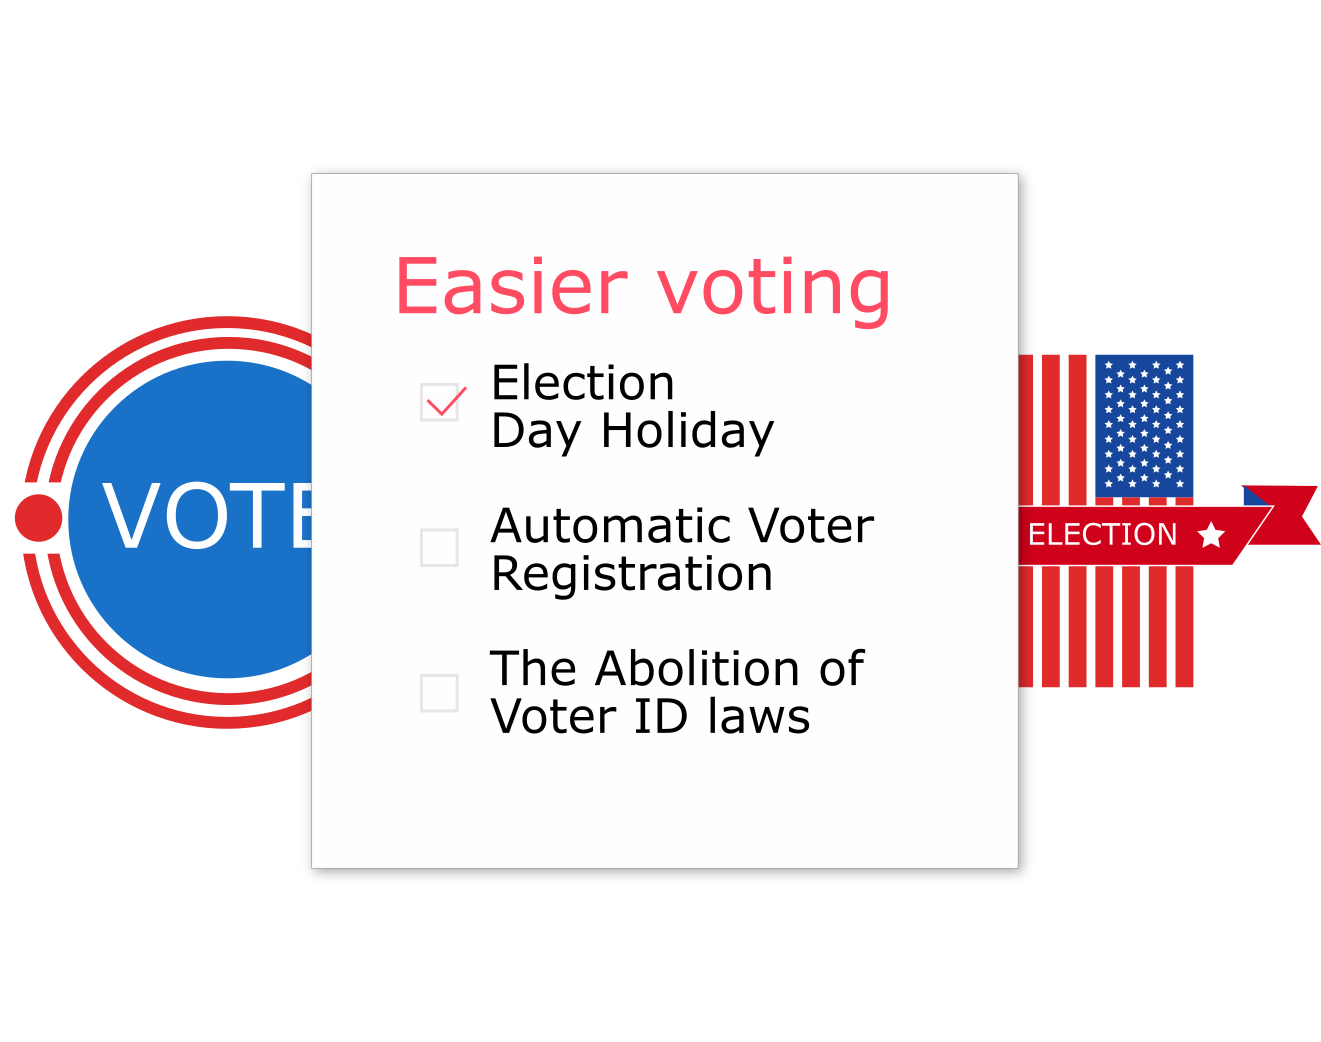 Easier voting
Election
Day Holiday
Automatic Voter
Registration
The Abolition of
Voter ID laws
VOTE
ELECTION